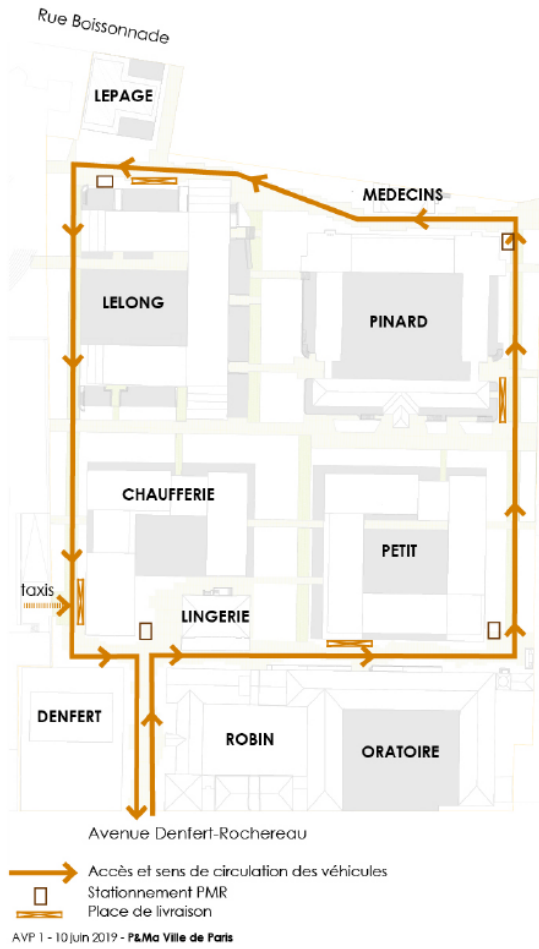 Rue Boissonnade
LEPAGE
MEDECINS
LELONG
PINARD
CHAUFFERIE
PETIT
taxis
LINGERIE
DENFERT
ROBIN
ORATOIRE
Avenue Denfert-Rochereau
Accès et sens de circulation des véhicules
Stationnement PMR
Place de livraison
AVP 1 - 10 juin 2019 - P&Ma Ville de Paris